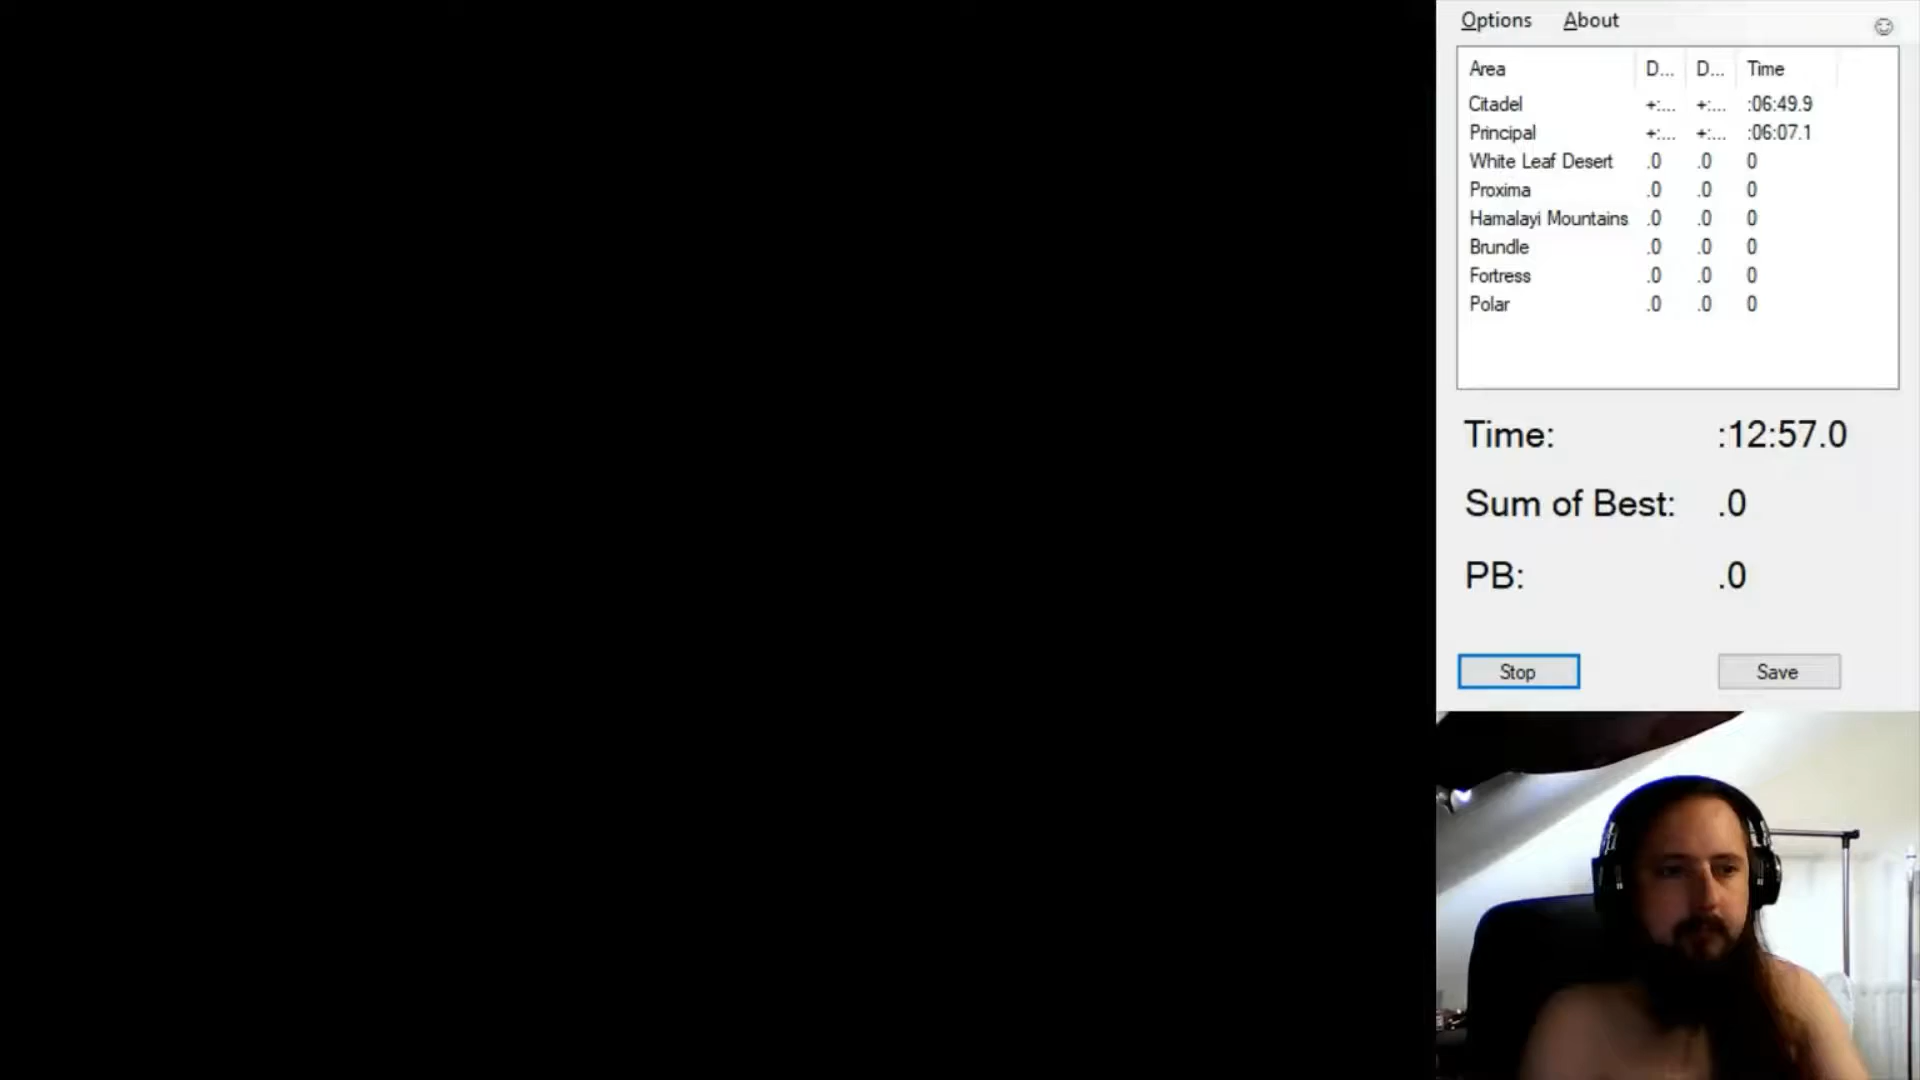 Options About
Area D... D... Time
Citadel +:... +:... :06:49.9
Principal +:... +:... :06:07.1
White Leaf Desert .0 .0 0
Proxima .0 .0 0
Hamalayi Mountains .0 .0 0
Brundle .0 .0 0
Fortress .0 .0 0
Polar .0 .0 0
Time: :12:57.0
Sum of Best: .0
PB: .0
Stop Save